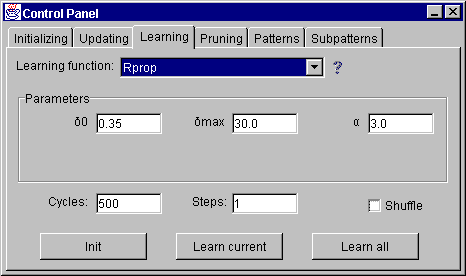 Control Panel
Initializing Updating Learning Pruning Patterns Subpatterns
Learning function: Rprop ?
Parameters
δ0 0.35 δmax 30.0 α 3.0
Cycles: 500 Steps: 1 Shuffle
Init Learn current Learn all